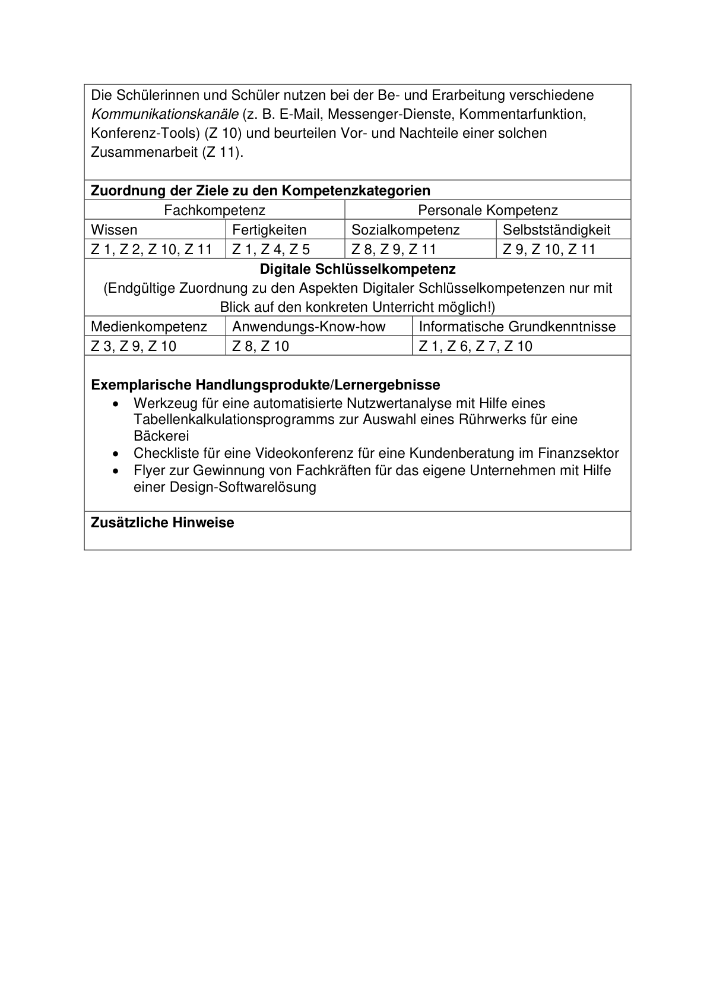 Die Schülerinnen und Schüler nutzen bei der Be- und Erarbeitung verschiedene
Kommunikationskanäle (z. B. E-Mail, Messenger-Dienste, Kommentarfunktion,
Konferenz-Tools) (Z 10) und beurteilen Vor- und Nachteile einer solchen
Zusammenarbeit (Z 11).
Zuordnung der Ziele zu den Kompetenzkategorien
Fachkompetenz Personale Kompetenz
Wissen Fertigkeiten Sozialkompetenz Selbstständigkeit
Z 1, Z 2, Z 10, Z 11 Z 1, Z 4, Z 5 Z 8, Z 9, Z 11 Z 9, Z 10, Z 11
Digitale Schlüsselkompetenz
(Endgültige Zuordnung zu den Aspekten Digitaler Schlüsselkompetenzen nur mit
Blick auf den konkreten Unterricht möglich!)
Medienkompetenz Anwendungs-Know-how Informatische Grundkenntnisse
Z 3, Z 9, Z 10 Z 8, Z 10 Z 1, Z 6, Z 7, Z 10
Exemplarische Handlungsprodukte/Lernergebnisse
• Werkzeug für eine automatisierte Nutzwertanalyse mit Hilfe eines
Tabellenkalkulationsprogramms zur Auswahl eines Rührwerks für eine
Bäckerei
• Checkliste für eine Videokonferenz für eine Kundenberatung im Finanzsektor
• Flyer zur Gewinnung von Fachkräften für das eigene Unternehmen mit Hilfe
einer Design-Softwarelösung
Zusätzliche Hinweise